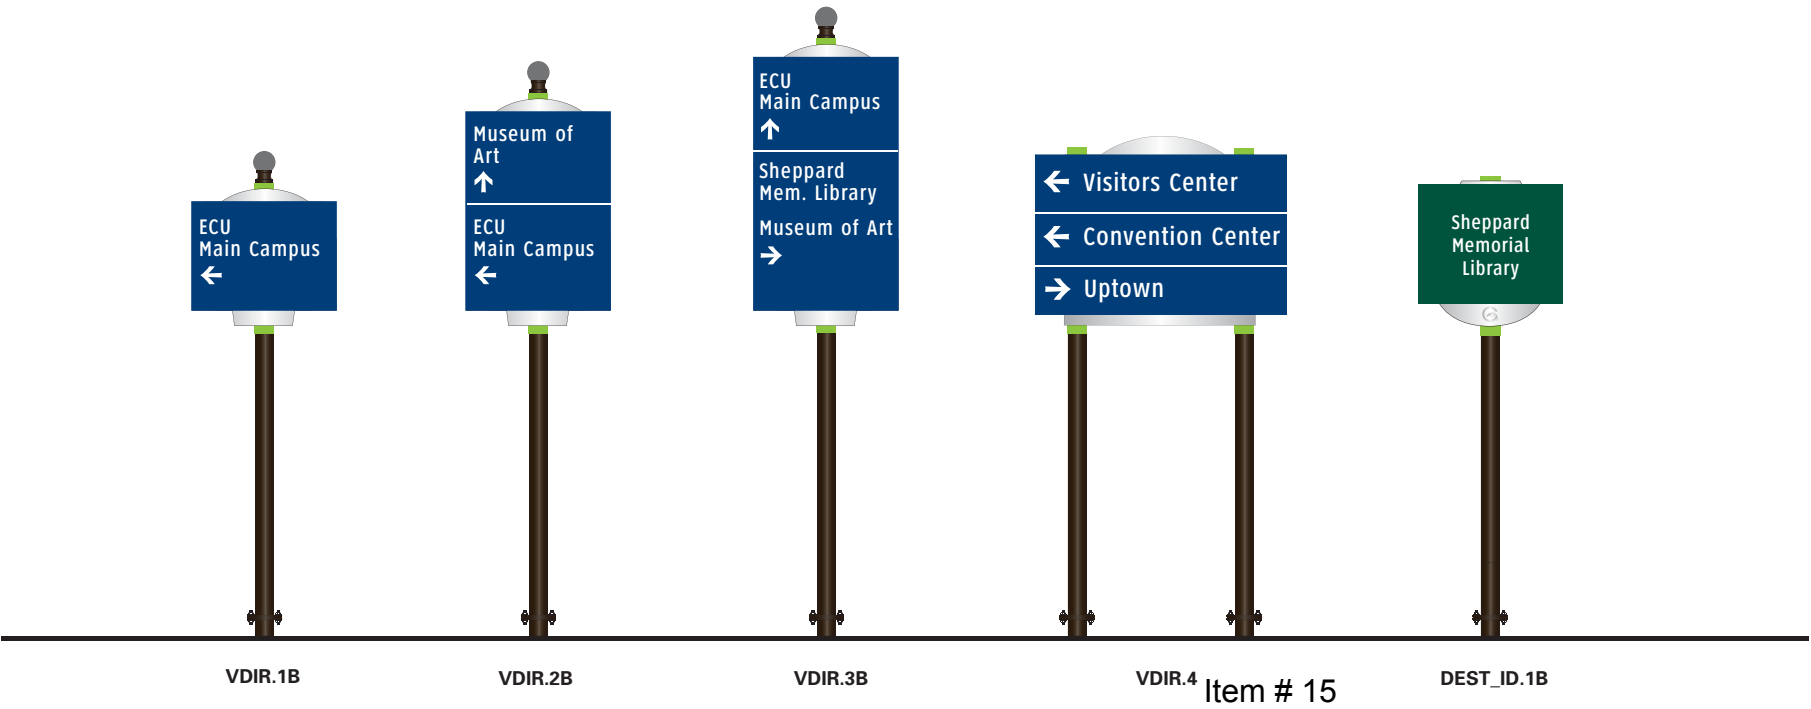 ECU
Main Campus
←
Museum of
Art
↑
ECU
Main Campus
←
ECU
Main Campus
↑
Sheppard
Mem. Library
Museum of Art
→
← Visitors Center
← Convention Center
→ Uptown
Sheppard
Memorial
Library
VDIR.1B
VDIR.2B
VDIR.3B
VDIR.4
Item # 15
DEST_ID.1B